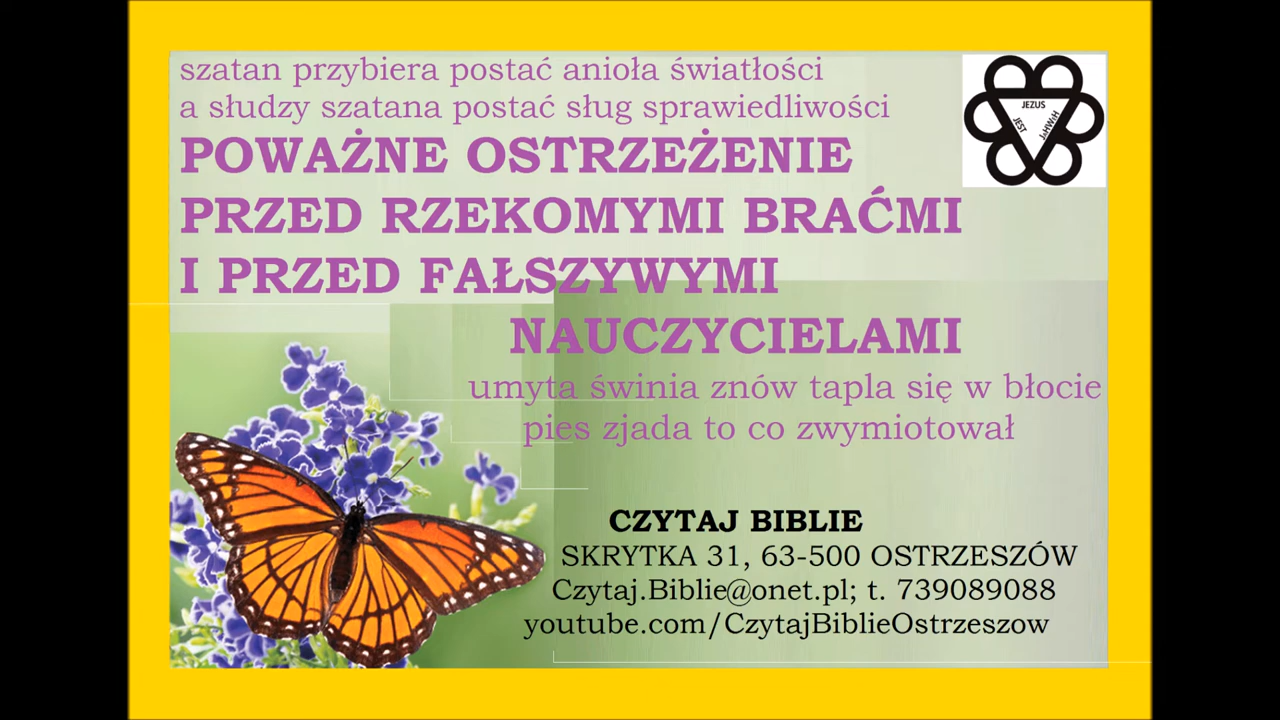 szatan przybiera postać anioła światłości
a słudzy szatana postać sług sprawiedliwości
POWAŻNE OSTRZEŻENIE
PRZED RZEKOMYMI BRAĆMI
I PRZED FAŁSZYWYMI
NAUCZYCIELAMI
umyta świnia znów tapla się w błocie
pies zjada to co zwymiotował
CZYTAJ BIBLIE
SKRYTKA 31, 63-500 OSTRZESZÓW
Czytaj.Biblie@onet.pl; t. 739089088
youtube.com/CzytajBiblieOstrzeszow
JEZUS
JEST
JaHWeH